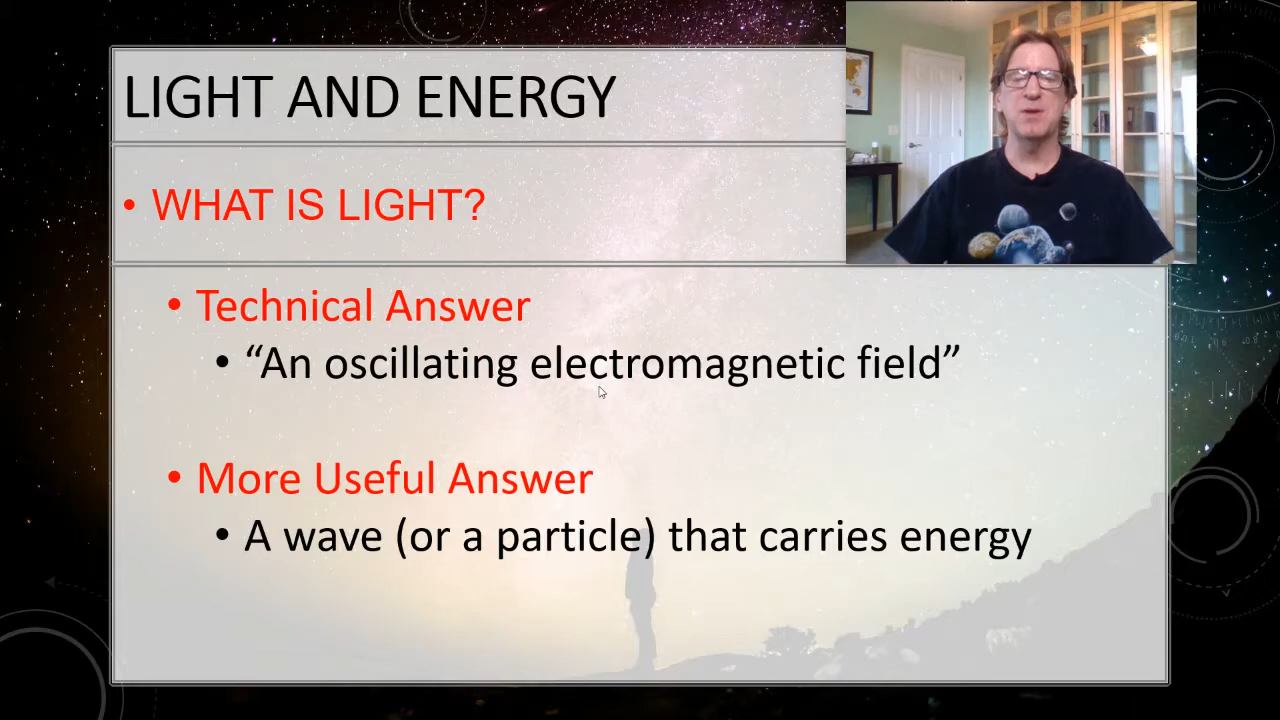 LIGHT AND ENERGY
• WHAT IS LIGHT?
• Technical Answer
• “An oscillating electromagnetic field”
• More Useful Answer
• A wave (or a particle) that carries energy